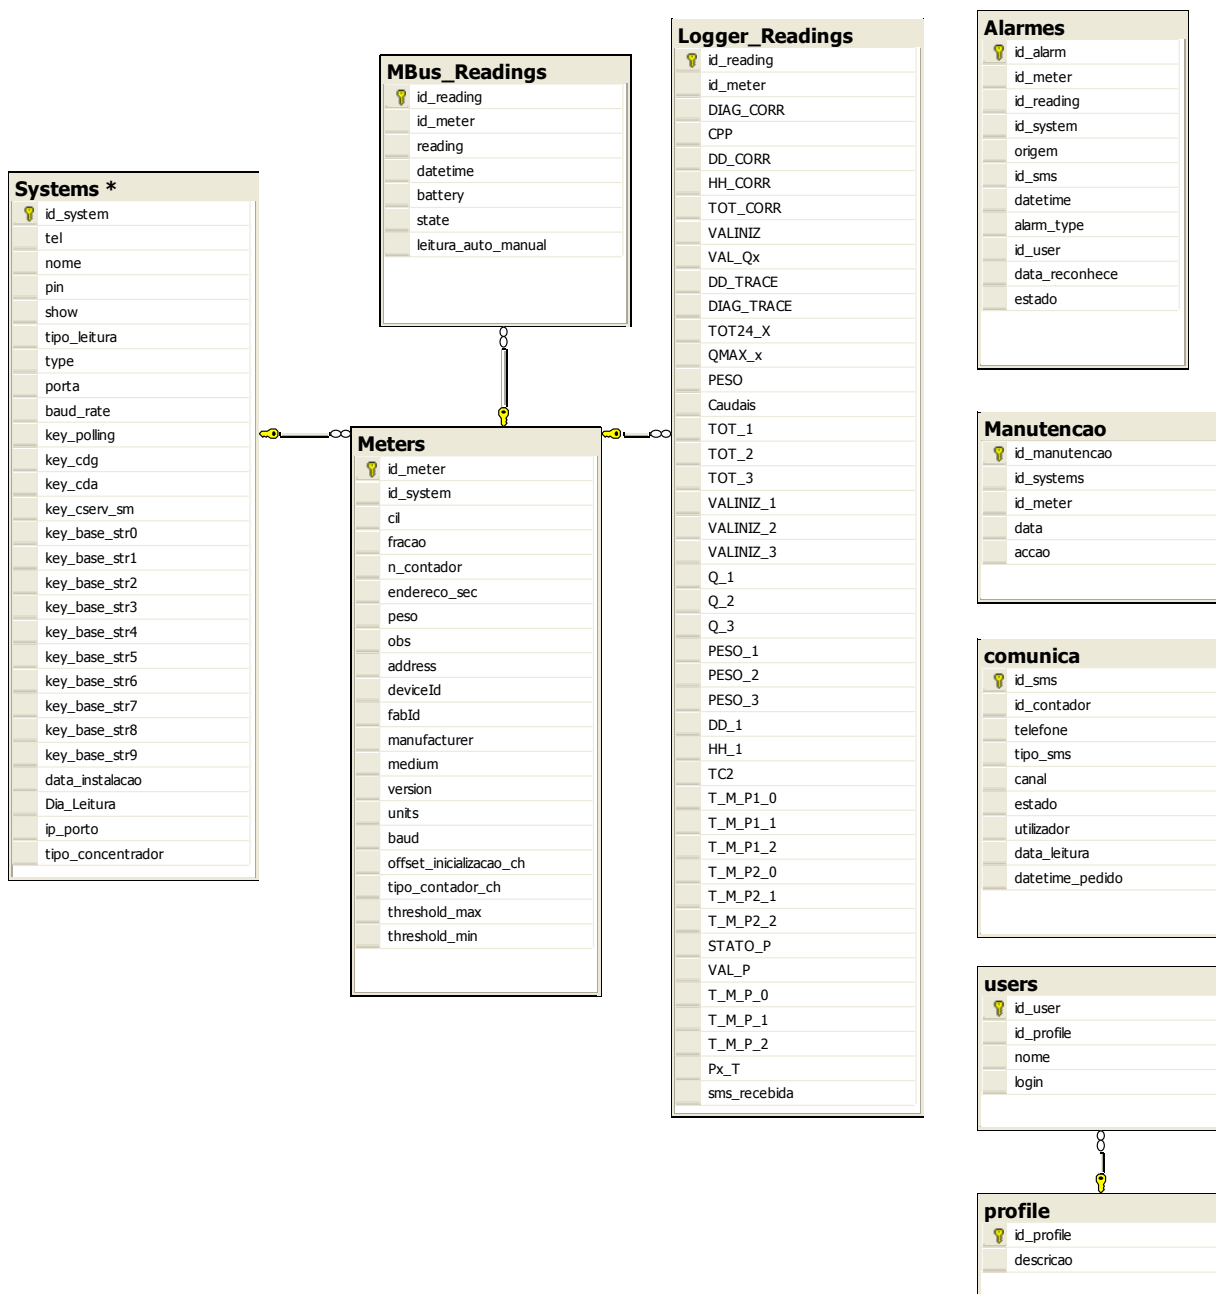 Systems *
id_system
tel
nome
pin
show
tipo_leitura
type
porta
baud_rate
key_polling
key_cdg
key_cda
key_cserv_sm
key_base_str0
key_base_str1
key_base_str2
key_base_str3
key_base_str4
key_base_str5
key_base_str6
key_base_str7
key_base_str8
key_base_str9
data_instalacao
Dia_Leitura
ip_porto
tipo_concentrador
MBus_Readings
id_reading
id_meter
reading
datetime
battery
state
leitura_auto_manual
Meters
id_meter
id_system
cil
fracao
n_contador
endereco_sec
peso
obs
address
deviceId
fabId
manufacturer
medium
version
units
baud
offset_inicializacao_ch
tipo_contador_ch
threshold_max
threshold_min
Logger_Readings
id_reading
id_meter
DIAG_CORR
CPP
DD_CORR
HH_CORR
TOT_CORR
VALINIZ
VAL_Qx
DD_TRACE
DIAG_TRACE
TOT24_X
QMAX_x
PESO
Caudais
TOT_1
TOT_2
TOT_3
VALINIZ_1
VALINIZ_2
VALINIZ_3
Q_1
Q_2
Q_3
PESO_1
PESO_2
PESO_3
DD_1
HH_1
TC2
T_M_P1_0
T_M_P1_1
T_M_P1_2
T_M_P2_0
T_M_P2_1
T_M_P2_2
STATO_P
VAL_P
T_M_P_0
T_M_P_1
T_M_P_2
Px_T
sms_recebida
Alarmes
id_alarm
id_meter
id_reading
id_system
origem
id_sms
datetime
alarm_type
id_user
data_reconhece
estado
Manutencao
id_manutencao
id_systems
id_meter
data
accao
comunica
id_sms
id_contador
telefone
tipo_sms
canal
estado
utilizador
data_leitura
datetime_pedido
users
id_user
id_profile
nome
login
profile
id_profile
descricao